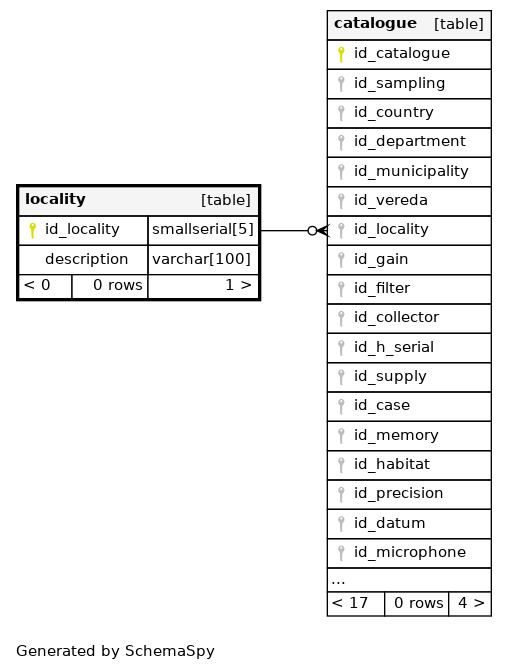 catalogue [table]
id_catalogue
id_sampling
id_country
id_department
id_municipality
id_vereda
id_locality
id_gain
id_filter
id_collector
id_h_serial
id_supply
id_case
id_memory
id_habitat
id_precision
id_datum
id_microphone
...
< 17 0 rows 4 >
locality [table]
id_locality smallserial[5]
description varchar[100]
< 0 0 rows 1 >
Generated by SchemaSpy